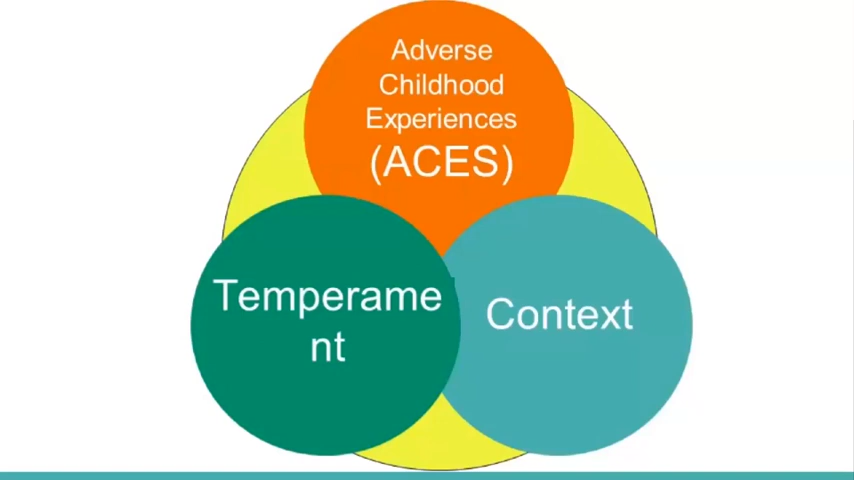 Adverse
Childhood
Experiences
(ACES)
Temperame
nt
Context